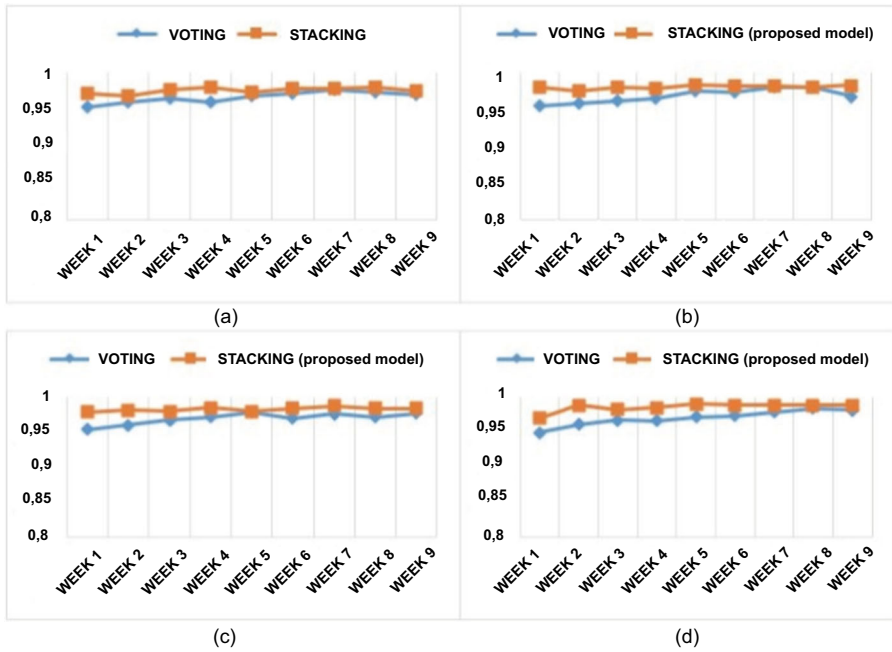 VOTING STACKING
1
0,95
0,9
0,85
0,8
WEEK 1 WEEK 2 WEEK 3 WEEK 4 WEEK 5 WEEK 6 WEEK 7 WEEK 8 WEEK 9
(a)
VOTING STACKING (proposed model)
1
0,95
0,9
0,85
0,8
WEEK 1 WEEK 2 WEEK 3 WEEK 4 WEEK 5 WEEK 6 WEEK 7 WEEK 8 WEEK 9
(b)
VOTING STACKING (proposed model)
1
0,95
0,9
0,85
0,8
WEEK 1 WEEK 2 WEEK 3 WEEK 4 WEEK 5 WEEK 6 WEEK 7 WEEK 8 WEEK 9
(c)
VOTING STACKING (proposed model)
1
0,95
0,9
0,85
0,8
WEEK 1 WEEK 2 WEEK 3 WEEK 4 WEEK 5 WEEK 6 WEEK 7 WEEK 8 WEEK 9
(d)